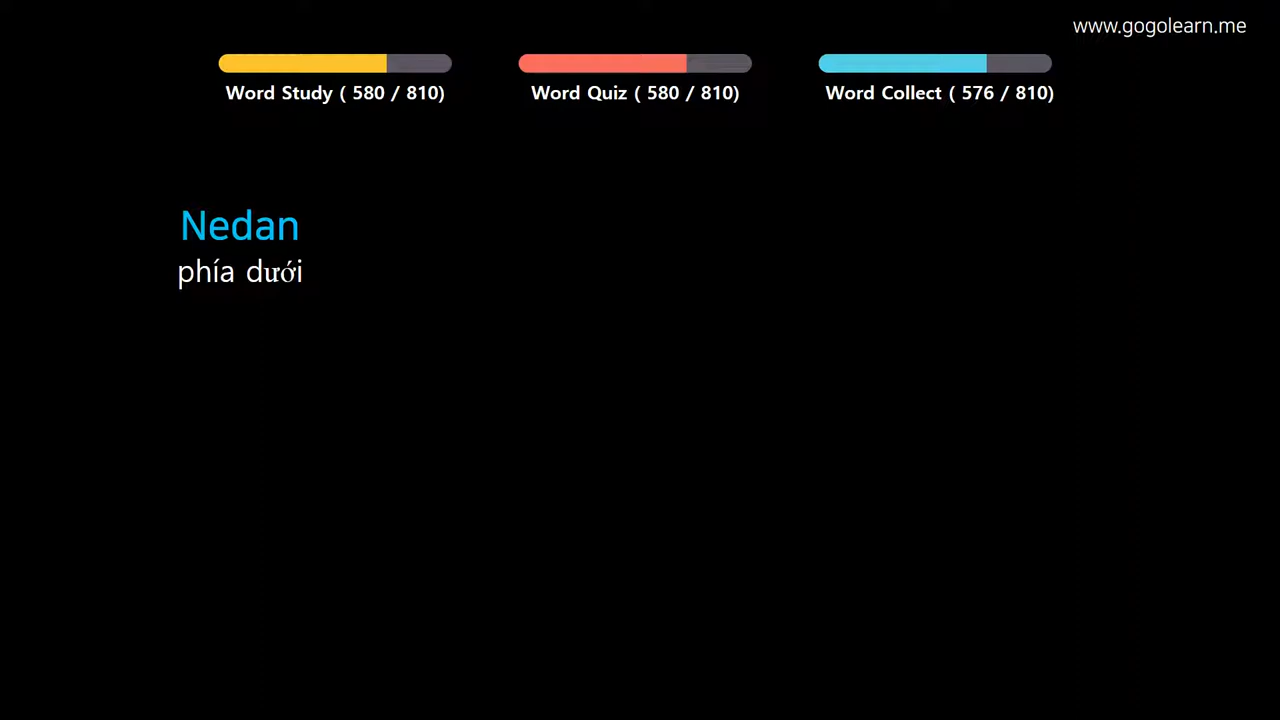 www.gogolearn.me
Word Study ( 580 / 810)
Word Quiz ( 580 / 810)
Word Collect ( 576 / 810)
Nedan
phía dưới